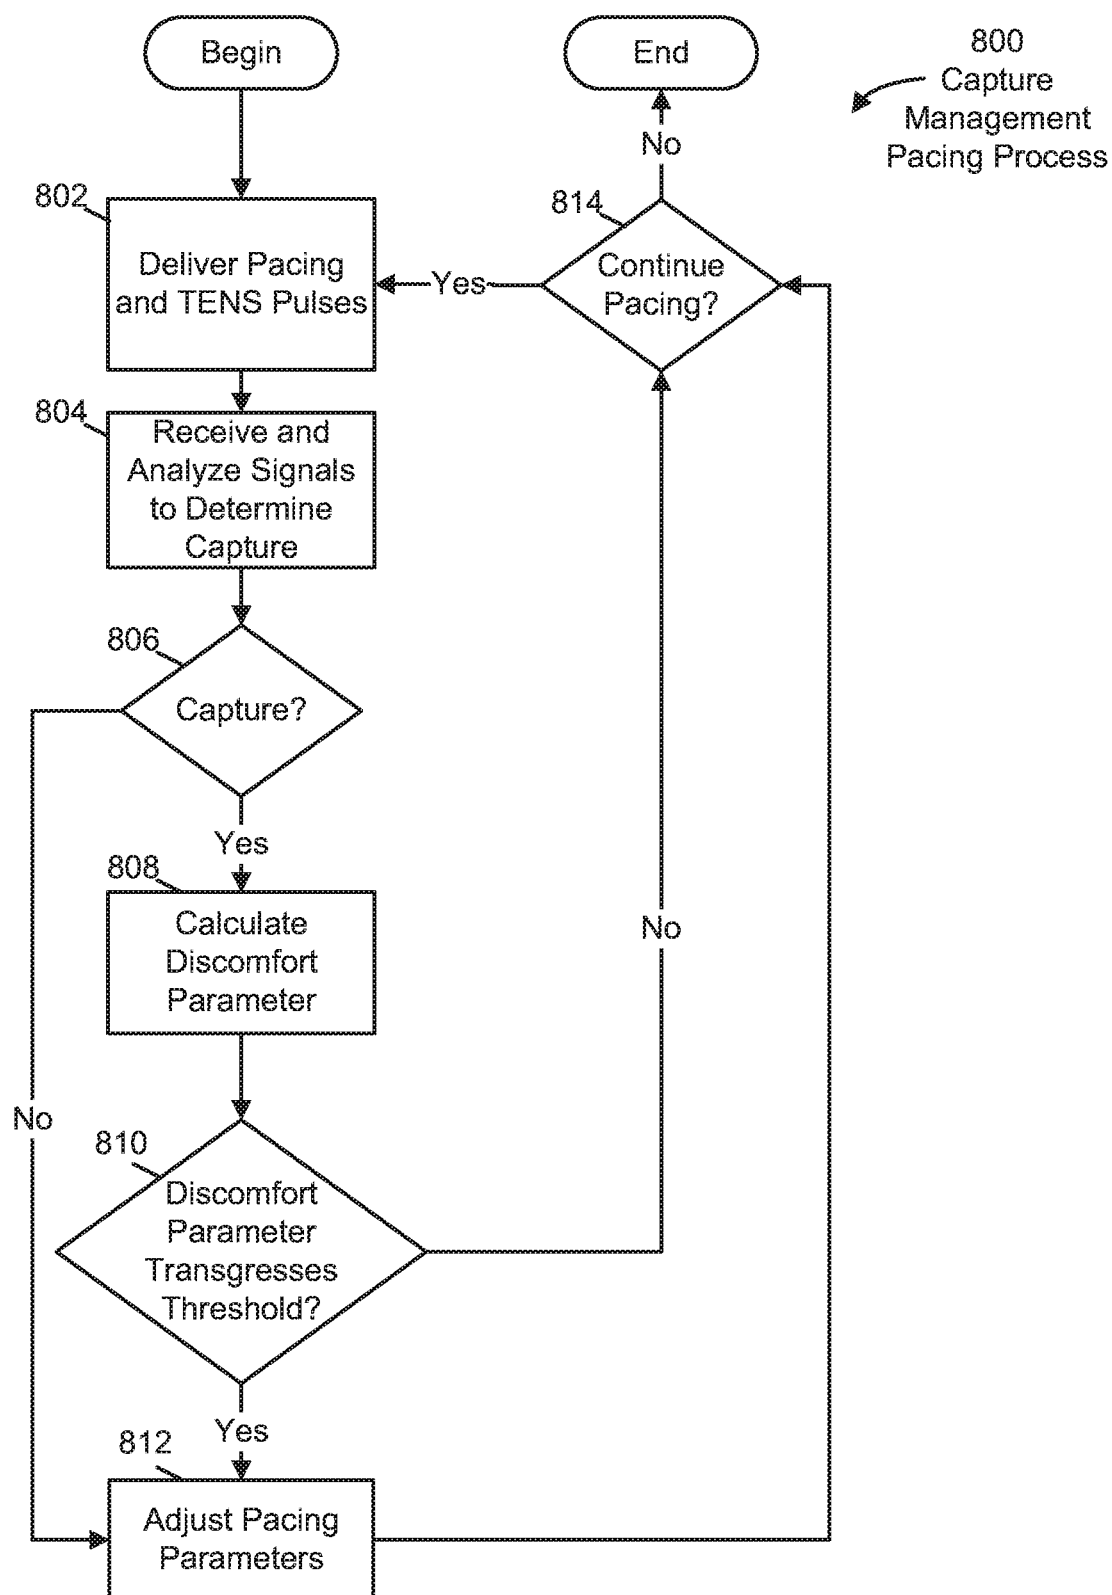 Begin
End
800
Capture
Management
Pacing Process
802
Deliver Pacing
and TENS Pulses
Yes
814
Continue
Pacing?
No
804
Receive and
Analyze Signals
to Determine
Capture
806
Capture?
Yes
808
Calculate
Discomfort
Parameter
No
No
810
Discomfort
Parameter
Transgresses
Threshold?
Yes
812
Adjust Pacing
Parameters